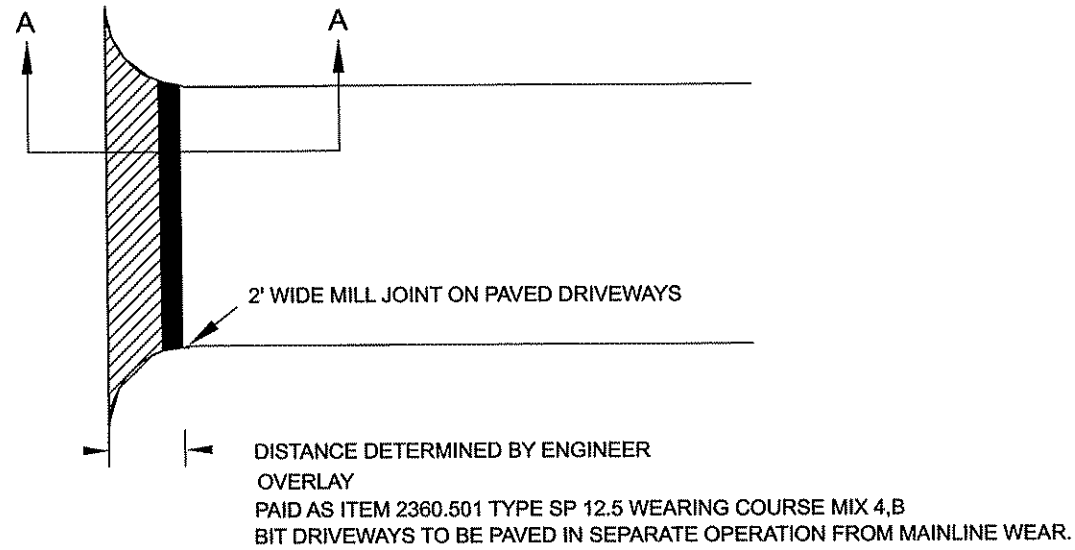 A A
2' WIDE MILL JOINT ON PAVED DRIVEWAYS
DISTANCE DETERMINED BY ENGINEER
OVERLAY
PAID AS ITEM 2360.501 TYPE SP 12.5 WEARING COURSE MIX 4,B
BIT DRIVEWAYS TO BE PAVED IN SEPARATE OPERATION FROM MAINLINE WEAR.